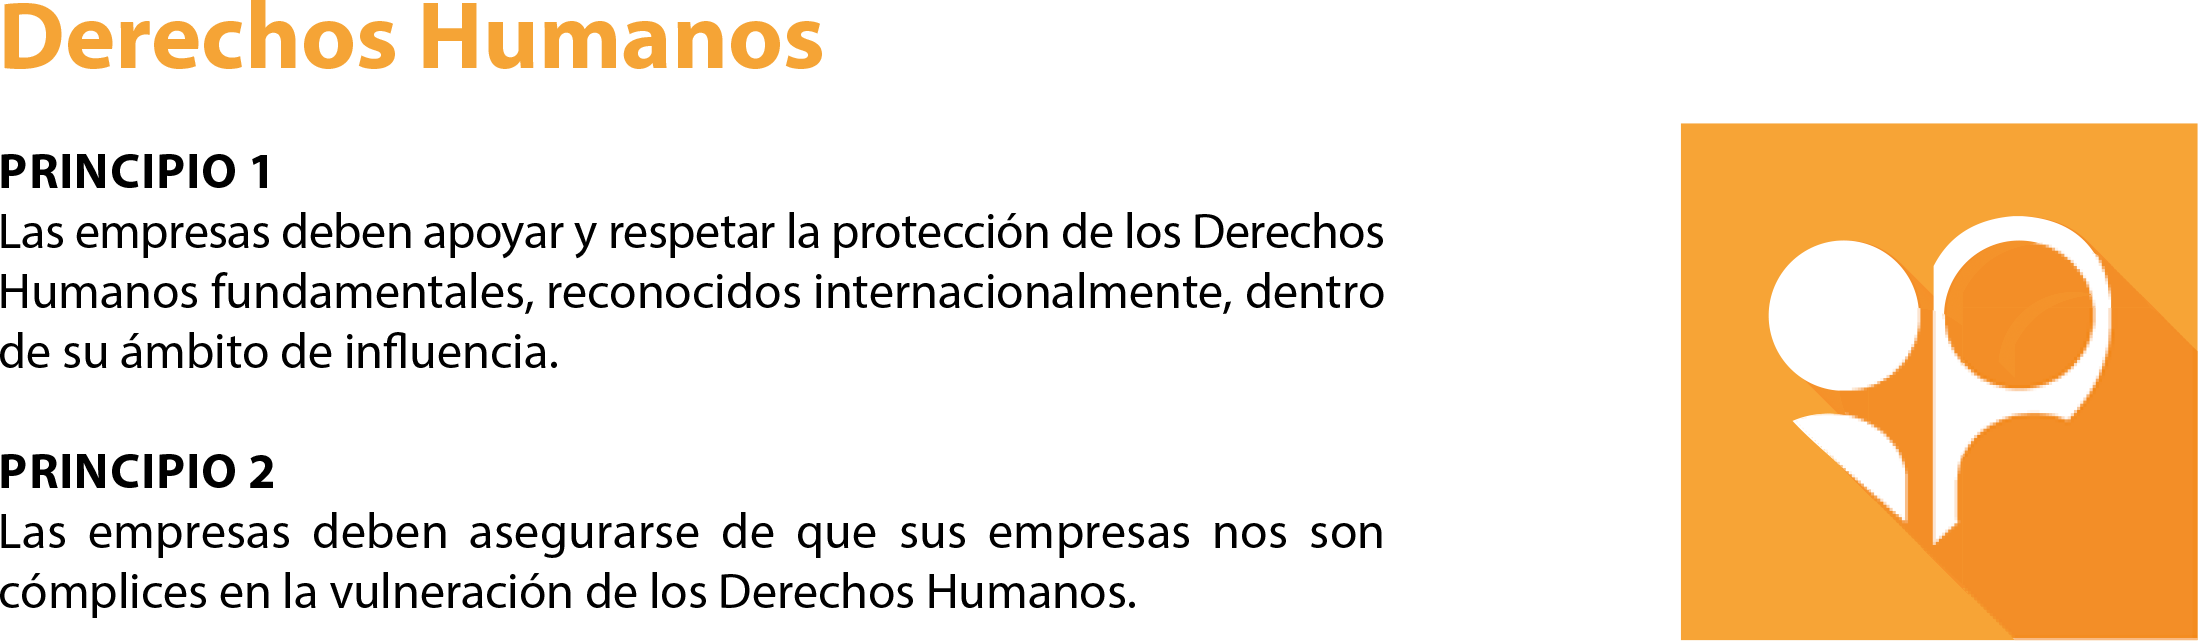 Derechos Humanos
PRINCIPIO 1
Las empresas deben apoyar y respetar la protección de los Derechos
Humanos fundamentales, reconocidos internacionalmente, dentro
de su ámbito de influencia.
PRINCIPIO 2
Las empresas deben asegurarse de que sus empresas nos son
cómplices en la vulneración de los Derechos Humanos.